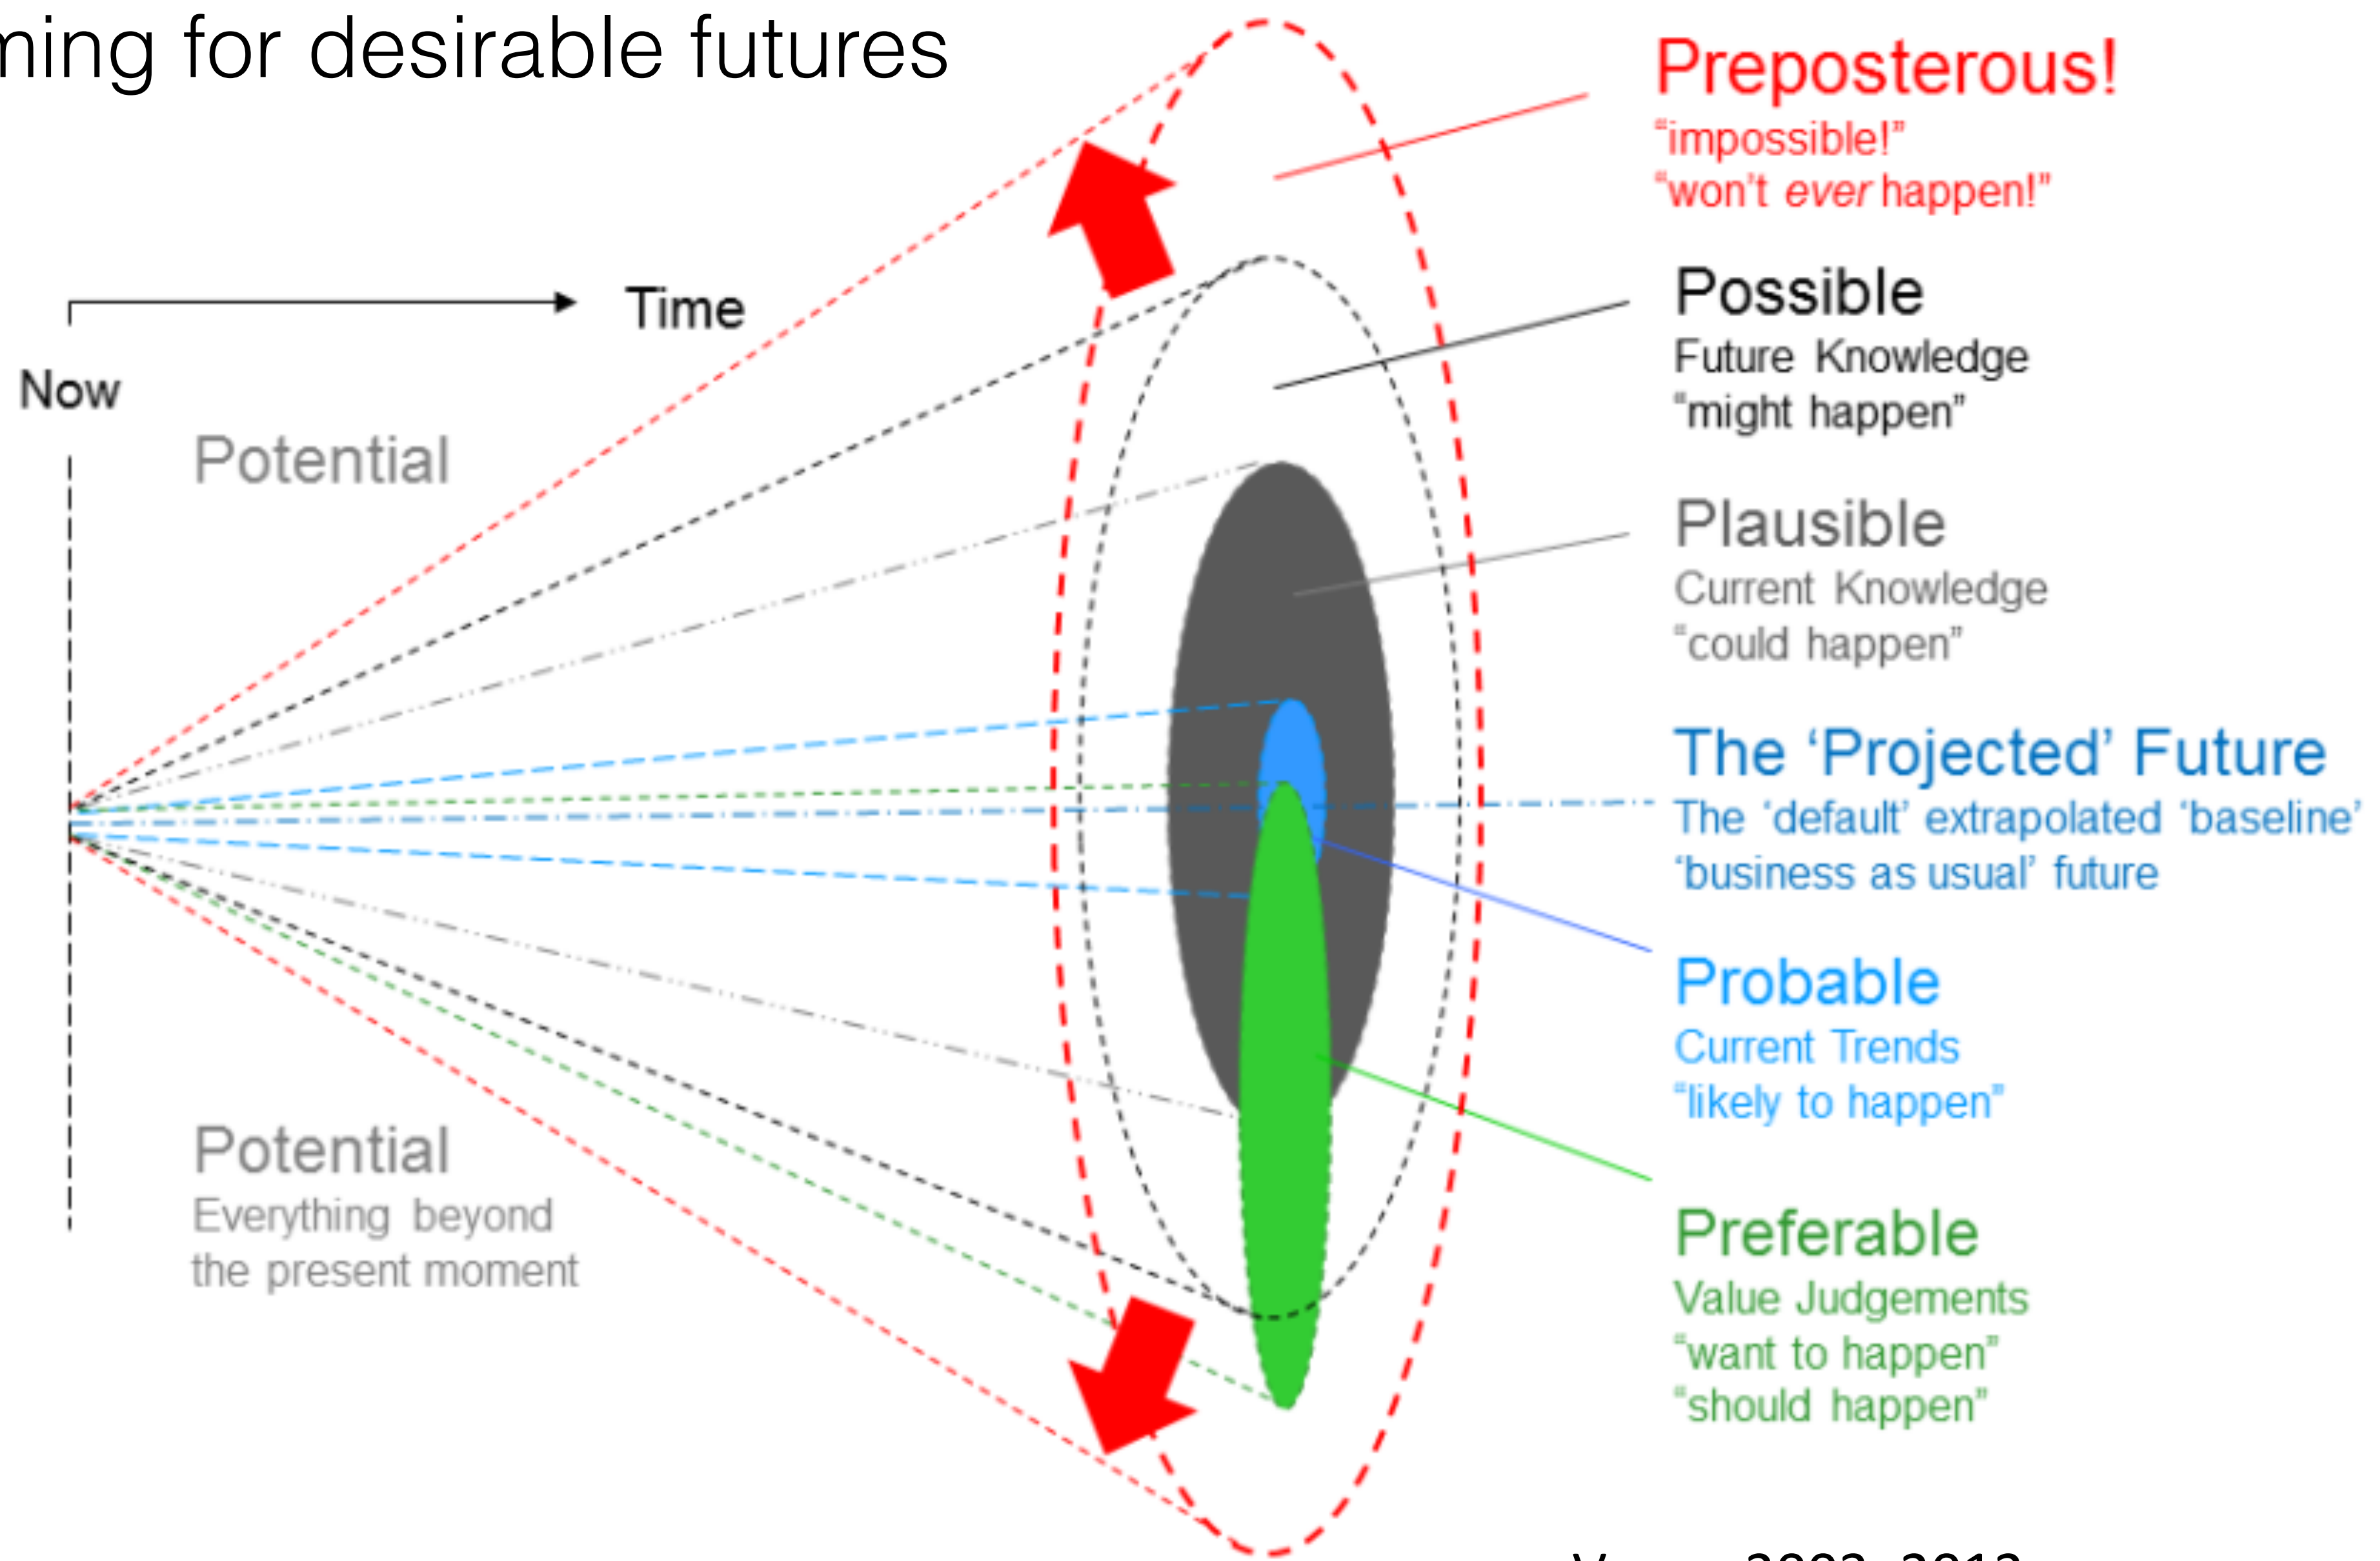 ming for desirable futures
Time
Now
Potential
Potential
Everything beyond
the present moment
Preposterous!
“impossible!”
“won’t ever happen!”
Possible
Future Knowledge
“might happen”
Plausible
Current Knowledge
“could happen”
The ‘Projected’ Future
The ‘default’ extrapolated ‘baseline’
‘business as usual’ future
Probable
Current Trends
“likely to happen”
Preferable
Value Judgements
“want to happen”
“should happen”